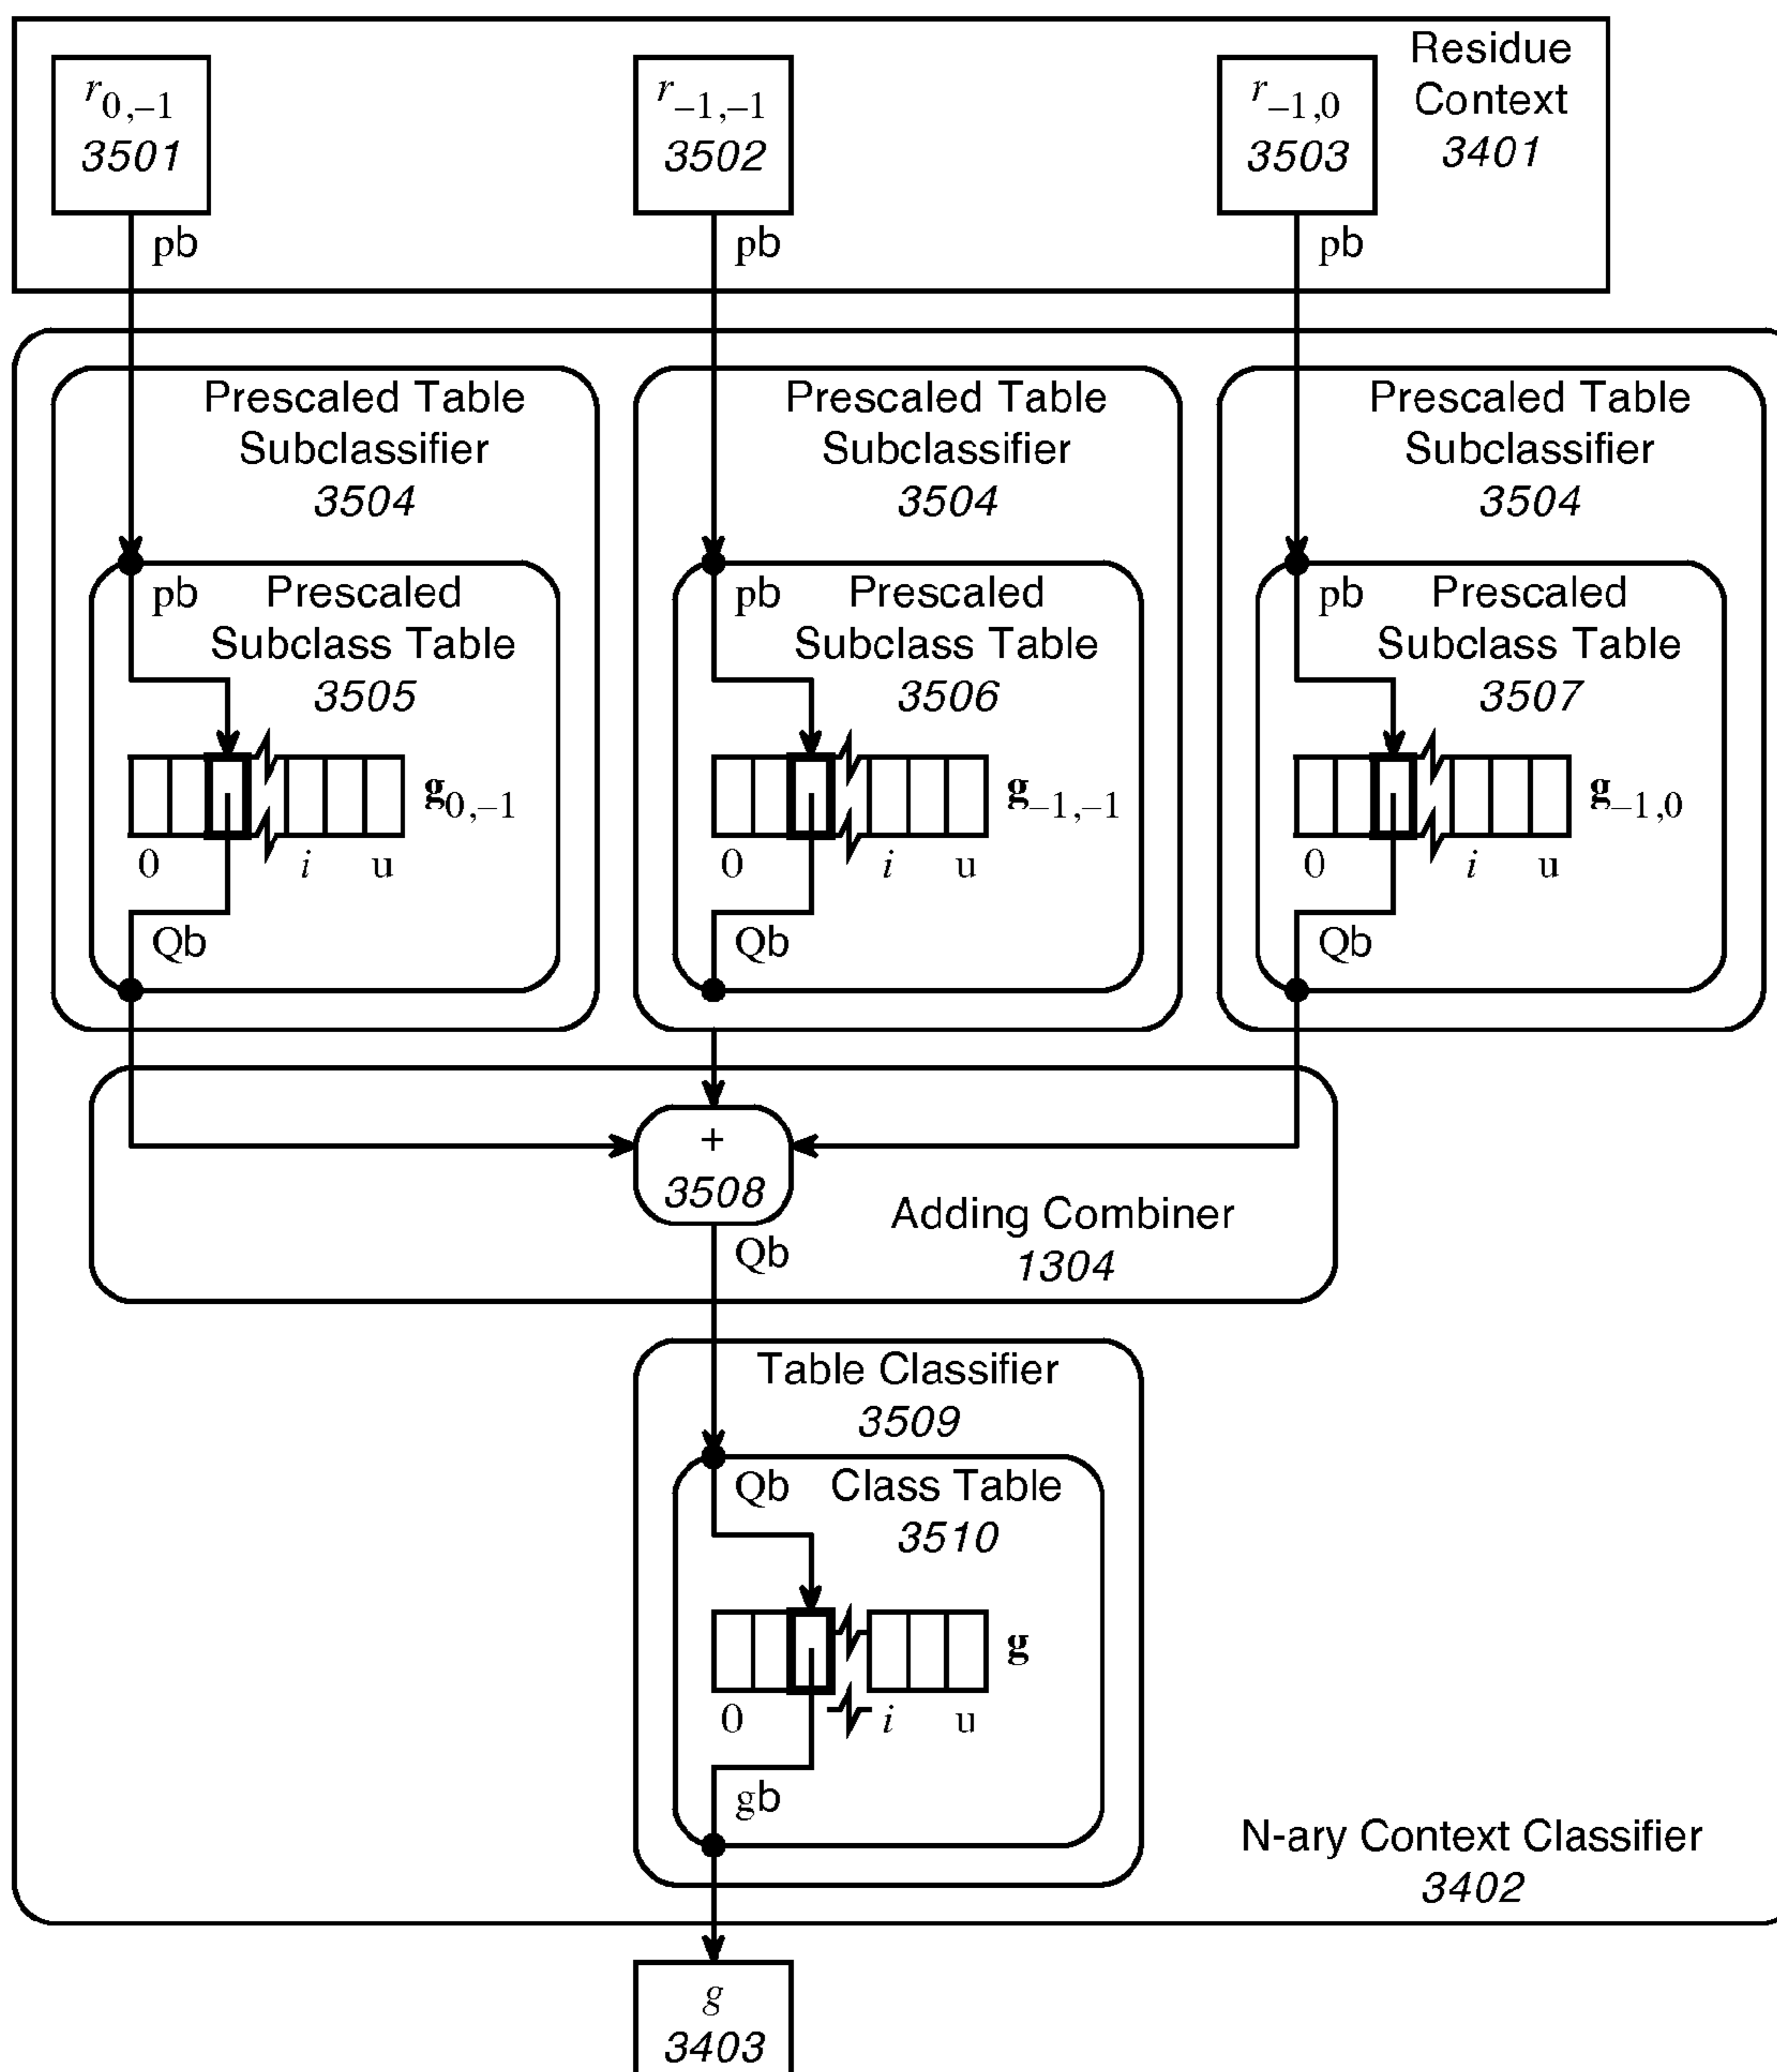 r0,–1
3501
pb
r–1,–1
3502
pb
r–1,0
3503
pb
Residue
Context
3401
Prescaled Table
Subclassifier
3504
pb
Prescaled
Subclass Table
3505
g0,–1
0 i u
Qb
Prescaled Table
Subclassifier
3504
pb
Prescaled
Subclass Table
3506
g–1,–1
0 i u
Qb
Prescaled Table
Subclassifier
3504
pb
Prescaled
Subclass Table
3507
g–1,0
0 i u
Qb
+
3508
Qb
Adding Combiner
1304
Table Classifier
3509
Qb
Class Table
3510
g
0 i u
gb
N-ary Context Classifier
3402
g
3403